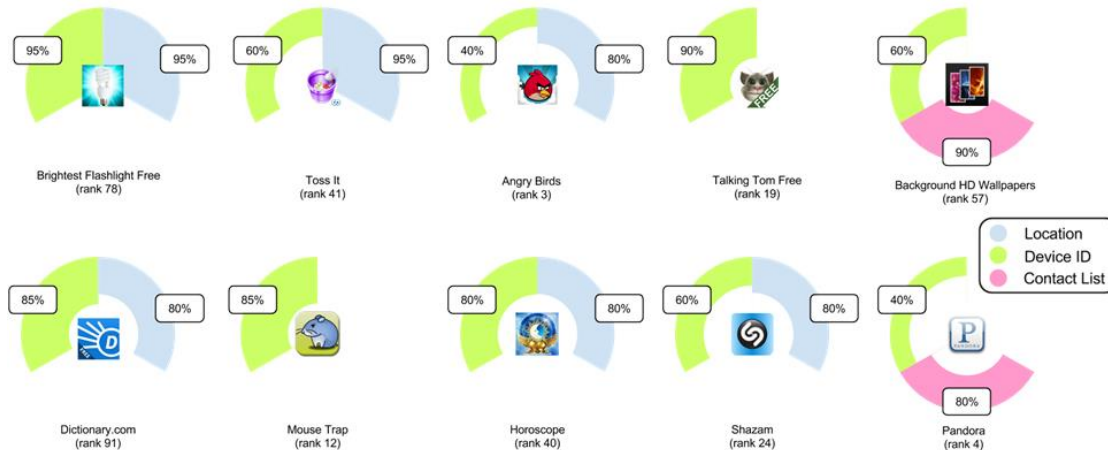 95%
95%
Brightest Flashlight Free
(rank 78)
60%
95%
Toss It
(rank 41)
40%
80%
Angry Birds
(rank 3)
90%
FREE
Talking Tom Free
(rank 19)
60%
90%
Background HD Wallpapers
(rank 57)
Location
Device ID
Contact List
85%
80%
D
FREE
Dictionary.com
(rank 91)
85%
Mouse Trap
(rank 12)
80%
80%
Horoscope
(rank 40)
60%
80%
Shazam
(rank 24)
40%
P
PANDORA
80%
Pandora
(rank 4)